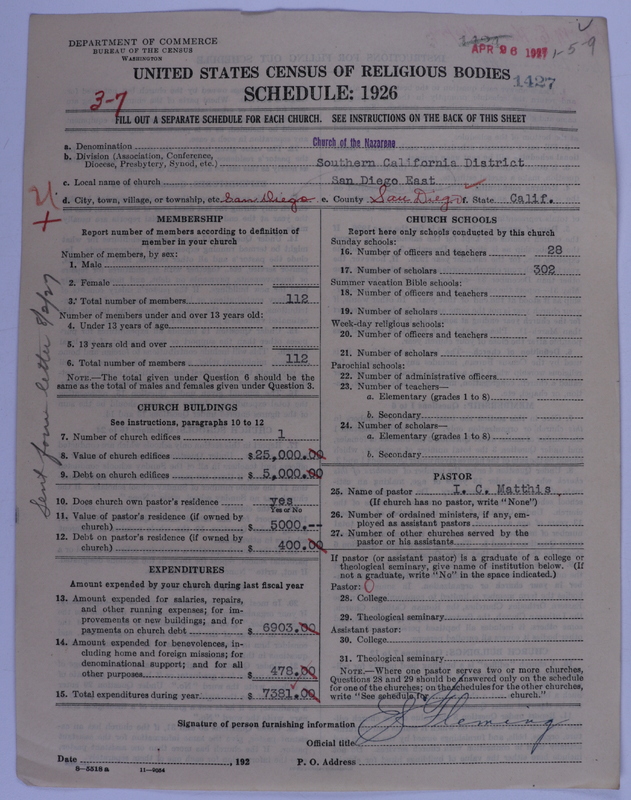 DEPARTMENT OF COMMERCE
BUREAU OF THE CENSUS
WASHINGTON
1427
APR 26 1927
1-5-9
UNITED STATES CENSUS OF RELIGIOUS BODIES
1427
SCHEDULE: 1926
3-7
FILL OUT A SEPARATE SCHEDULE FOR EACH CHURCH. SEE INSTRUCTIONS ON THE BACK OF THIS SHEET
a. Denomination Church of the Nazarene
b. Division (Association, Conference, Diocese, Presbytery, Synod, etc.) Southern California District
c. Local name of church San Diego East
d. City, town, village, or township, etc. San Diego e. County San Diego f. State Calif.
Sent form letter 8/2/27
MEMBERSHIP
Report number of members according to definition of
member in your church
Number of members, by sex:
1. Male
2. Female
3. Total number of members 112
Number of members under and over 13 years old:
4. Under 13 years of age
5. 13 years old and over
6. Total number of members 112
NOTE.—The total given under Question 6 should be the
same as the total of males and females given under Question 3.
CHURCH BUILDINGS
See instructions, paragraphs 10 to 12
7. Number of church edifices 1
8. Value of church edifices $25,000.00
9. Debt on church edifices $ 5,000.00
10. Does church own pastor's residence yes
Yes or No
11. Value of pastor's residence (if owned by
church) $ 5000.--
12. Debt on pastor's residence (if owned by
church) $ 400.00
EXPENDITURES
Amount expended by your church during last fiscal year
13. Amount expended for salaries, repairs,
and other running expenses; for im-
provements or new buildings; and for
payments on church debt $ 6903.00
14. Amount expended for benevolences, in-
cluding home and foreign missions; for
denominational support; and for all
other purposes $ 478.00
15. Total expenditures during year $ 7381.00
CHURCH SCHOOLS
Report here only schools conducted by this church
Sunday schools:
16. Number of officers and teachers 28
17. Number of scholars 302
Summer vacation Bible schools:
18. Number of officers and teachers
19. Number of scholars
Week-day religious schools:
20. Number of officers and teachers
21. Number of scholars
Parochial schools:
22. Number of administrative officers
23. Number of teachers—
a. Elementary (grades 1 to 8)
b. Secondary
24. Number of scholars—
a. Elementary (grades 1 to 8)
b. Secondary
PASTOR
25. Name of pastor I. C. Matthis
(If church has no pastor, write "None")
26. Number of ordained ministers, if any, em-
ployed as assistant pastors
27. Number of other churches served by the
pastor or his assistants
If pastor (or assistant pastor) is a graduate of a college or
theological seminary, give name of institution below. (If
not a graduate, write "No" in the space indicated.)
Pastor: 0
28. College
29. Theological seminary
Assistant pastor:
30. College
31. Theological seminary
NOTE.—Where one pastor serves two or more churches,
Questions 28 and 29 should be answered only on the schedule
for one of the churches; on the schedules for the other churches,
write "See schedule for church."
Signature of person furnishing information Fleming
Official title
Date , 192 P. O. Address
8-5518a 11-9054